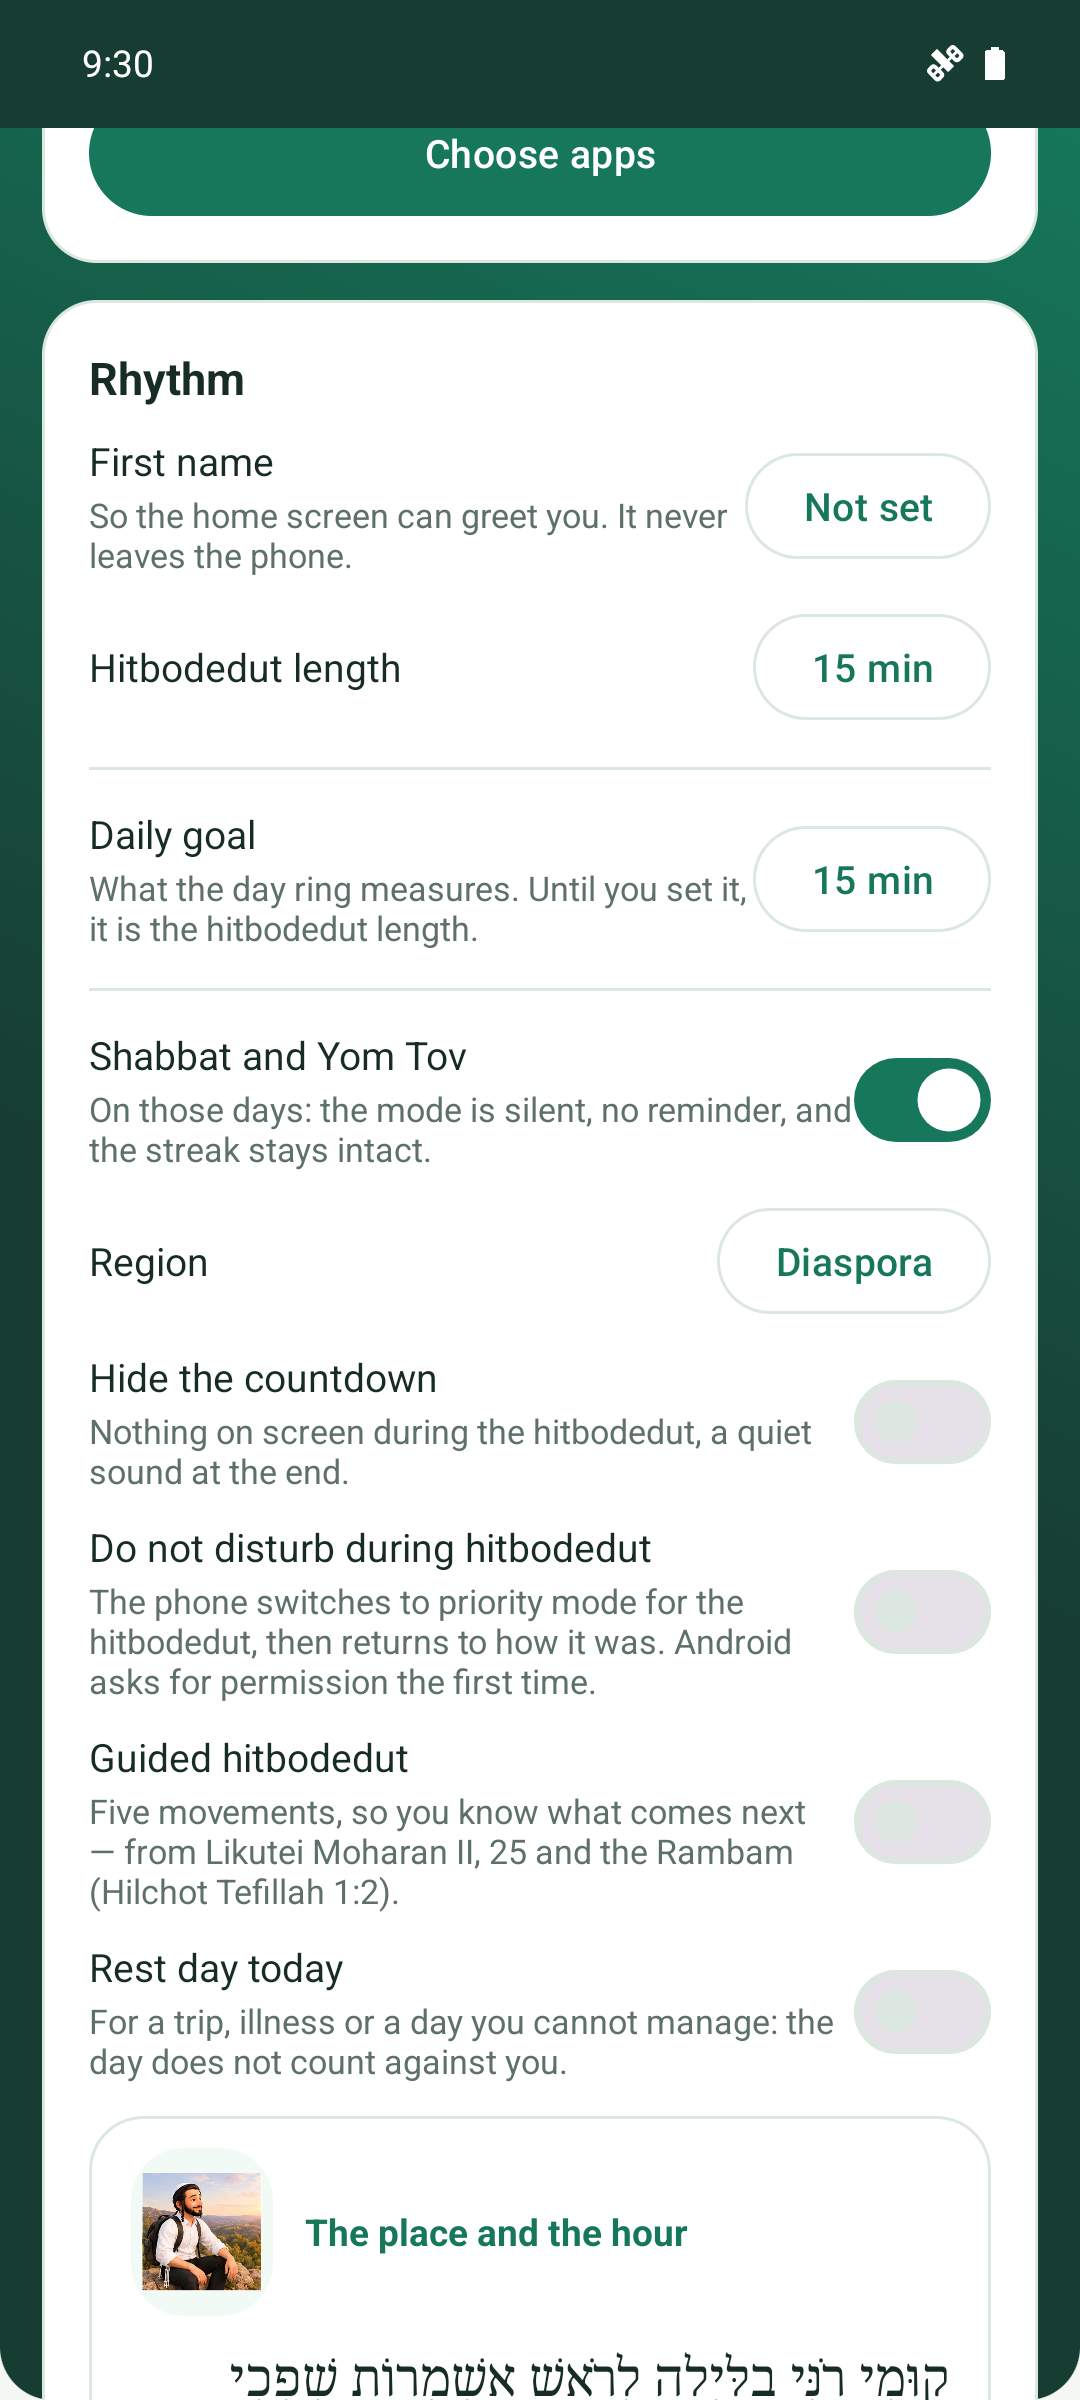 9:30
Choose apps
Rhythm
First name
So the home screen can greet you. It never
leaves the phone.
Not set
Hitbodedut length
15 min
Daily goal
What the day ring measures. Until you set it,
it is the hitbodedut length.
15 min
Shabbat and Yom Tov
On those days: the mode is silent, no reminder, and
the streak stays intact.
Region
Diaspora
Hide the countdown
Nothing on screen during the hitbodedut, a quiet
sound at the end.
Do not disturb during hitbodedut
The phone switches to priority mode for the
hitbodedut, then returns to how it was. Android
asks for permission the first time.
Guided hitbodedut
Five movements, so you know what comes next
— from Likutei Moharan II, 25 and the Rambam
(Hilchot Tefillah 1:2).
Rest day today
For a trip, illness or a day you cannot manage: the
day does not count against you.
The place and the hour
קוּמִי רֹנִּי בַלַּיְלָה לְרֹאשׁ אַשְׁמֻרוֹת שִׁפְכִי